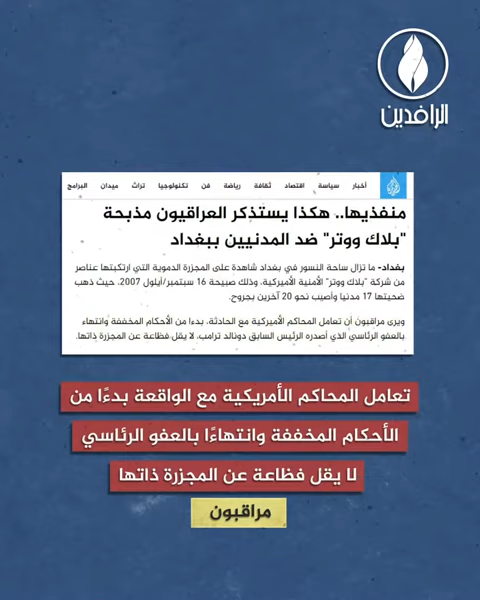 الرافدين
أخبار سياسة اقتصاد ثقافة رياضة فن تكنولوجيا تراث ميدان البرامج
منفذيها.. هكذا يستذكر العراقيون مذبحة
"بلاك ووتر" ضد المدنيين ببغداد
بغداد- ما تزال ساحة النسور في بغداد شاهدة على المجزرة الدموية التي ارتكبتها عناصر
من شركة "بلاك ووتر" الأمنية الأميركية، وذلك صبيحة 16 سبتمبر/أيلول 2007، حيث ذهب
ضحيتها 17 مدنيا وأصيب نحو 20 آخرين بجروح.
ويرى مراقبون أن تعامل المحاكم الأميركية مع الحادثة، بدءا من الأحكام المخففة وانتهاء
بالعفو الرئاسي الذي أصدره الرئيس السابق دونالد ترامب، لا يقل فظاعة عن المجزرة ذاتها.
تعامل المحاكم الأمريكية مع الواقعة بدءًا من
الأحكام المخففة وانتهاءًا بالعفو الرئاسي
لا يقل فظاعة عن المجزرة ذاتها
مراقبون